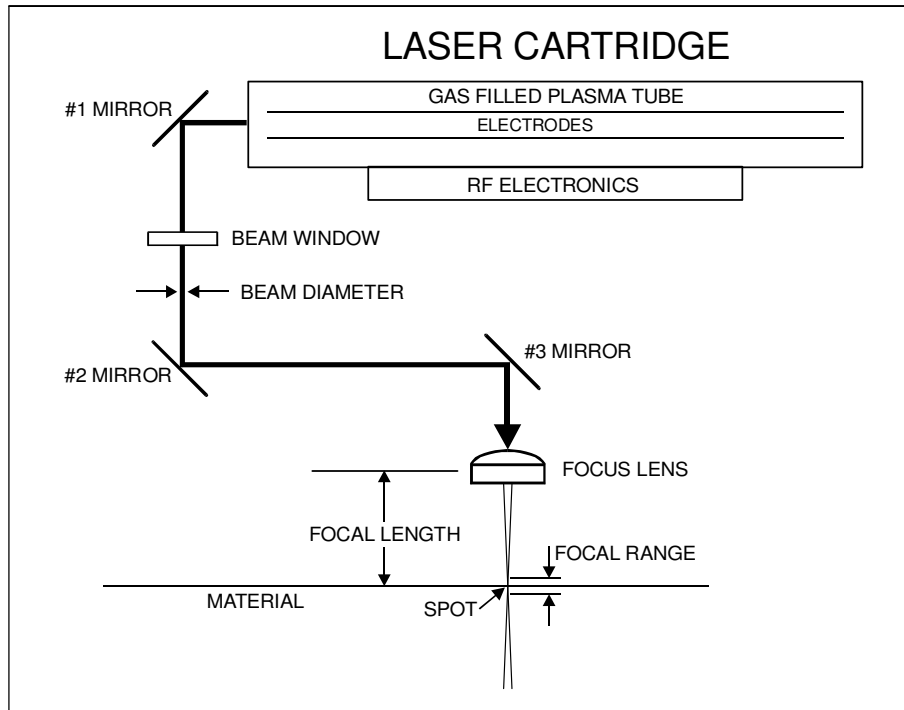 LASER CARTRIDGE
GAS FILLED PLASMA TUBE
#1 MIRROR
ELECTRODES
RF ELECTRONICS
BEAM WINDOW
BEAM DIAMETER
#3 MIRROR
#2 MIRROR
FOCUS LENS
FOCAL LENGTH
FOCAL RANGE
MATERIAL
SPOT